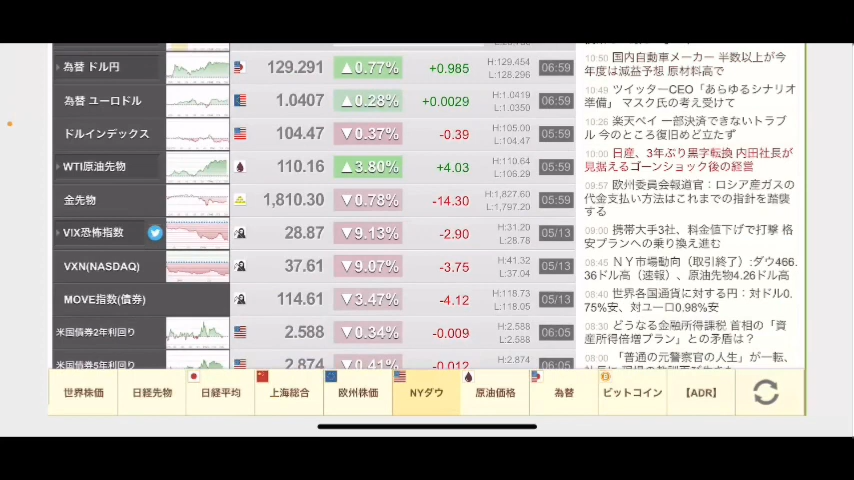 為替 ドル円 129.291 ▲0.77% +0.985 H:129.454 L:128.296 06:59
為替 ユーロドル 1.0407 ▲0.28% +0.0029 H:1.0419 L:1.0350 06:59
ドルインデックス 104.47 ▼0.37% -0.39 H:105.00 L:104.47 05:59
WTI原油先物 110.16 ▲3.80% +4.03 H:110.64 L:106.29 05:59
金先物 1,810.30 ▼0.78% -14.30 H:1,827.60 L:1,797.20 05:59
VIX恐怖指数 28.87 ▼9.13% -2.90 H:31.20 L:28.78 05/13
VXN(NASDAQ) 37.61 ▼9.07% -3.75 H:41.32 L:37.04 05/13
MOVE指数(債券) 114.61 ▼3.47% -4.12 H:118.73 L:118.05 05/13
米国債券2年利回り 2.588 ▼0.34% -0.009 H:2.588 L:2.588 06:05
米国債券5年利回り 2.874 ▼0.41% -0.012 H:2.874 06:05
10:50 国内自動車メーカー 半数以上が今
年度は減益予想 原材料高で
10:49 ツイッターCEO「あらゆるシナリオ
準備」 マスク氏の考え受けて
10:26 楽天ペイ 一部決済できないトラブ
ル 今のところ復旧めど立たず
10:00 日産、3年ぶり黒字転換 内田社長が
見据えるゴーンショック後の経営
09:57 欧州委員会報道官：ロシア産ガスの
代金支払い方法はこれまでの指針を踏襲
する
09:00 携帯大手3社、料金値下げで打撃 格
安プランへの乗り換え進む
08:45 ＮＹ市場動向（取引終了）:ダウ466.
36ドル高（速報）、原油先物4.26ドル高
08:40 世界各国通貨に対する円：対ドル0.
75%安、対ユーロ0.98%安
08:30 どうなる金融所得課税 首相の「資
産所得倍増プラン」との矛盾は？
08:00 「普通の元警察官の人生」が一転、
世界株価 日経先物 日経平均 上海総合 欧州株価 NYダウ 原油価格 為替 ビットコイン 【ADR】